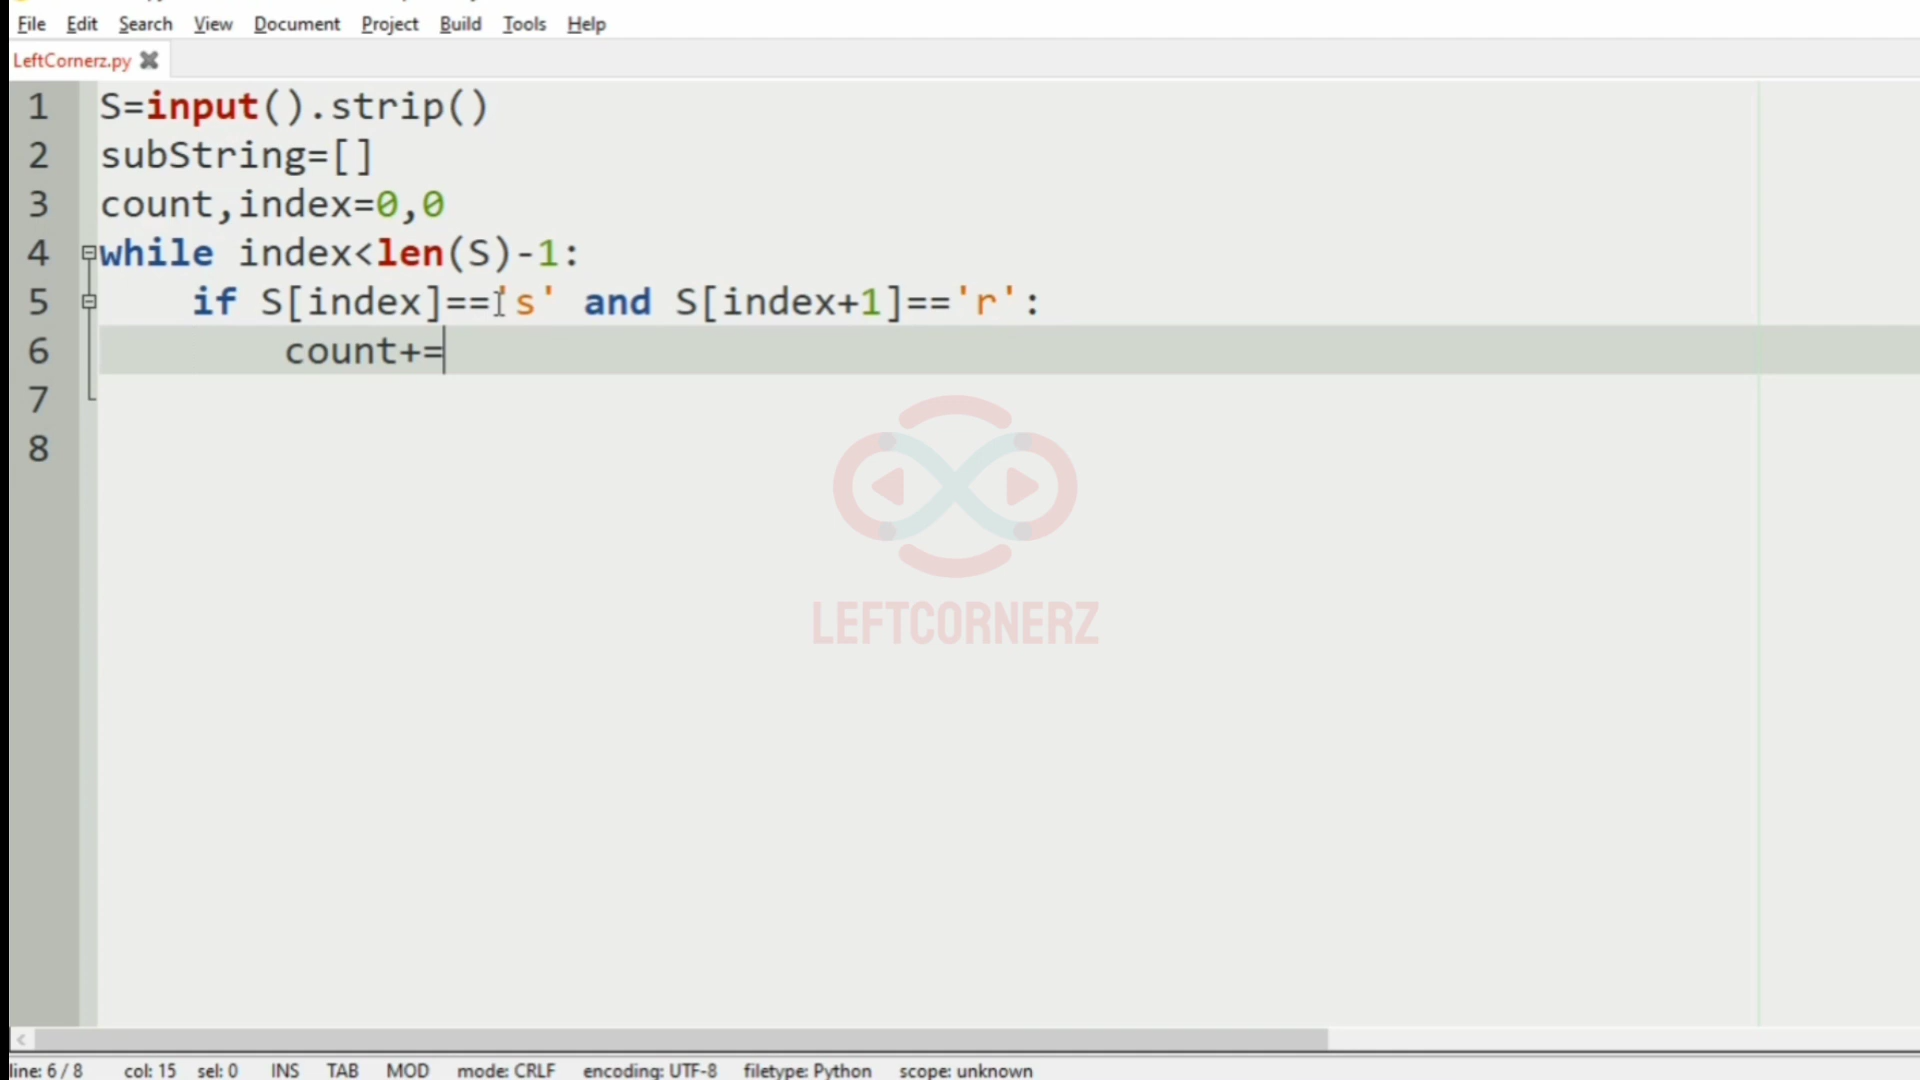 File Edit Search View Document Project Build Tools Help
LeftCornerz.py
1 S=input().strip()
2 subString=[]
3 count,index=0,0
4 while index<len(S)-1:
5 if S[index]=='s' and S[index+1]=='r':
6 count+=
7
8
LEFTCORNERZ
line: 6 / 8 col: 15 sel: 0 INS TAB MOD mode: CRLF encoding: UTF-8 filetype: Python scope: unknown